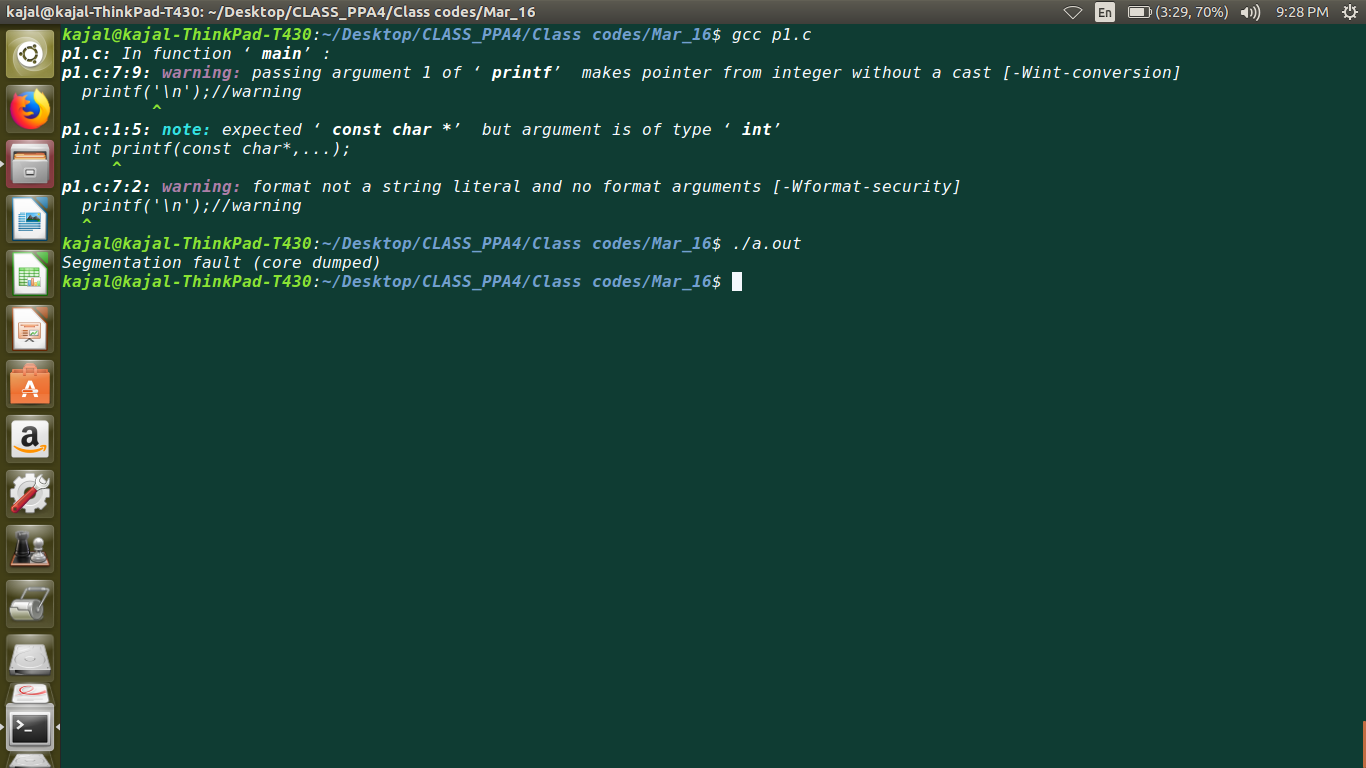 kajal@kajal-ThinkPad-T430: ~/Desktop/CLASS_PPA4/Class codes/Mar_16 En (3:29, 70%) 9:28 PM
kajal@kajal-ThinkPad-T430:~/Desktop/CLASS_PPA4/Class codes/Mar_16$ gcc p1.c
p1.c: In function ‘ main’ :
p1.c:7:9: warning: passing argument 1 of ‘ printf’  makes pointer from integer without a cast [-Wint-conversion]
  printf('\n');//warning
         ^
p1.c:1:5: note: expected ‘ const char *’  but argument is of type ‘ int’
 int printf(const char*,...);
     ^
p1.c:7:2: warning: format not a string literal and no format arguments [-Wformat-security]
  printf('\n');//warning
  ^
kajal@kajal-ThinkPad-T430:~/Desktop/CLASS_PPA4/Class codes/Mar_16$ ./a.out
Segmentation fault (core dumped)
kajal@kajal-ThinkPad-T430:~/Desktop/CLASS_PPA4/Class codes/Mar_16$
A
a
>_